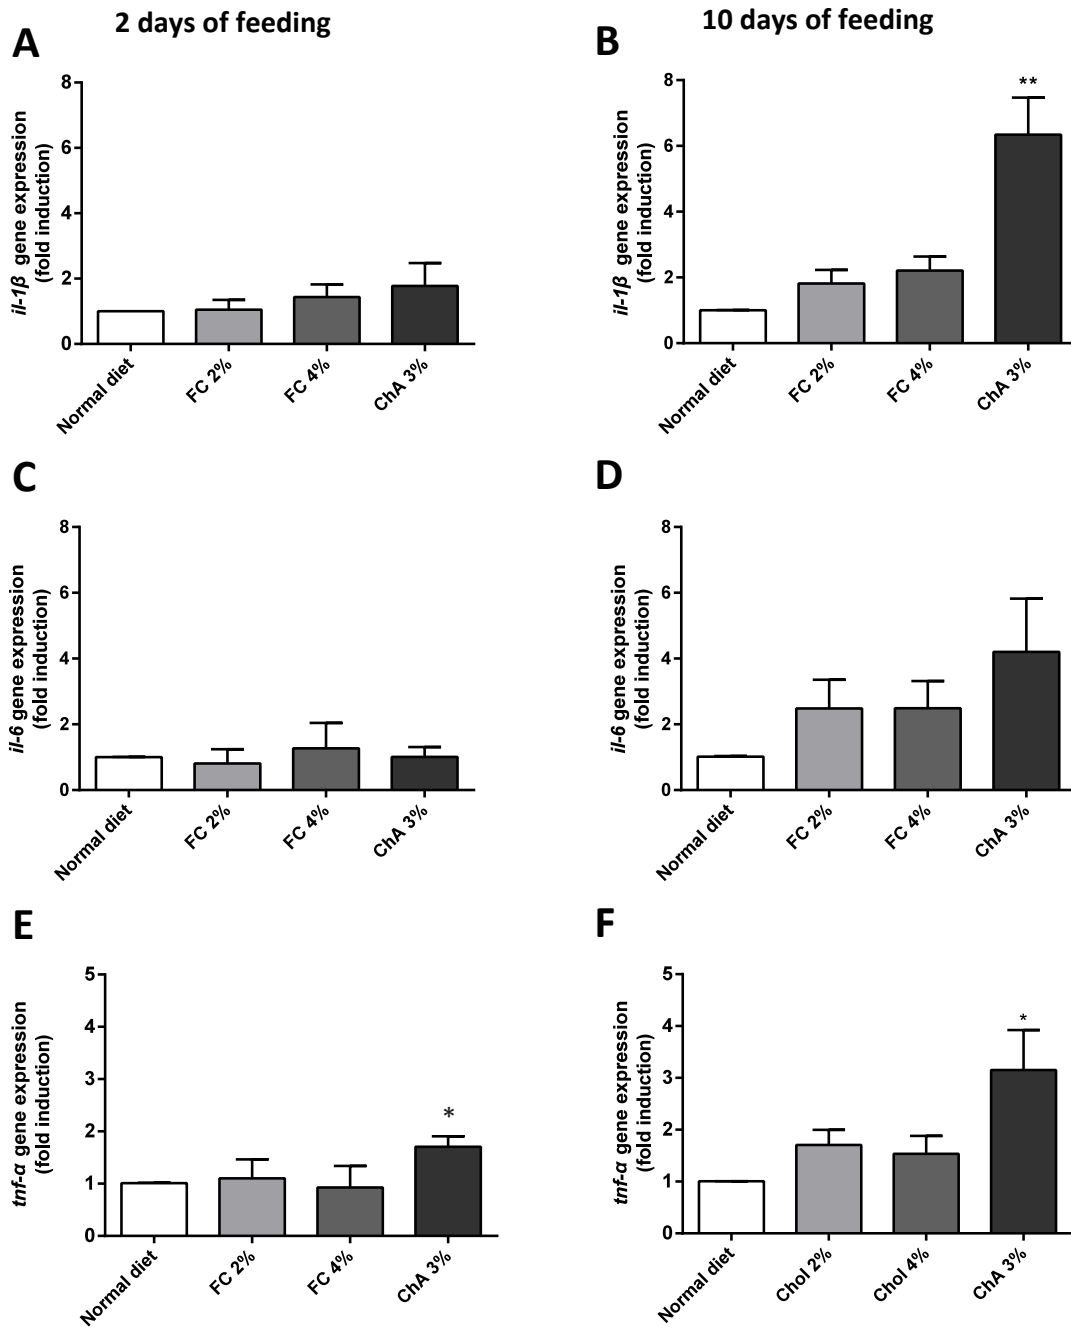 2 days of feeding
10 days of feeding
A
il-1β gene expression
(fold induction)
8
6
4
2
0
Normal diet
FC 2%
FC 4%
ChA 3%
B
il-1β gene expression
(fold induction)
8
6
4
2
0
**
Normal diet
FC 2%
FC 4%
ChA 3%
C
il-6 gene expression
(fold induction)
8
6
4
2
0
Normal diet
FC 2%
FC 4%
ChA 3%
D
il-6 gene expression
(fold induction)
8
6
4
2
0
Normal diet
FC 2%
FC 4%
ChA 3%
E
tnf-α gene expression
(fold induction)
5
4
3
2
1
0
*
Normal diet
FC 2%
FC 4%
ChA 3%
F
tnf-α gene expression
(fold induction)
5
4
3
2
1
0
*
Normal diet
Chol 2%
Chol 4%
ChA 3%